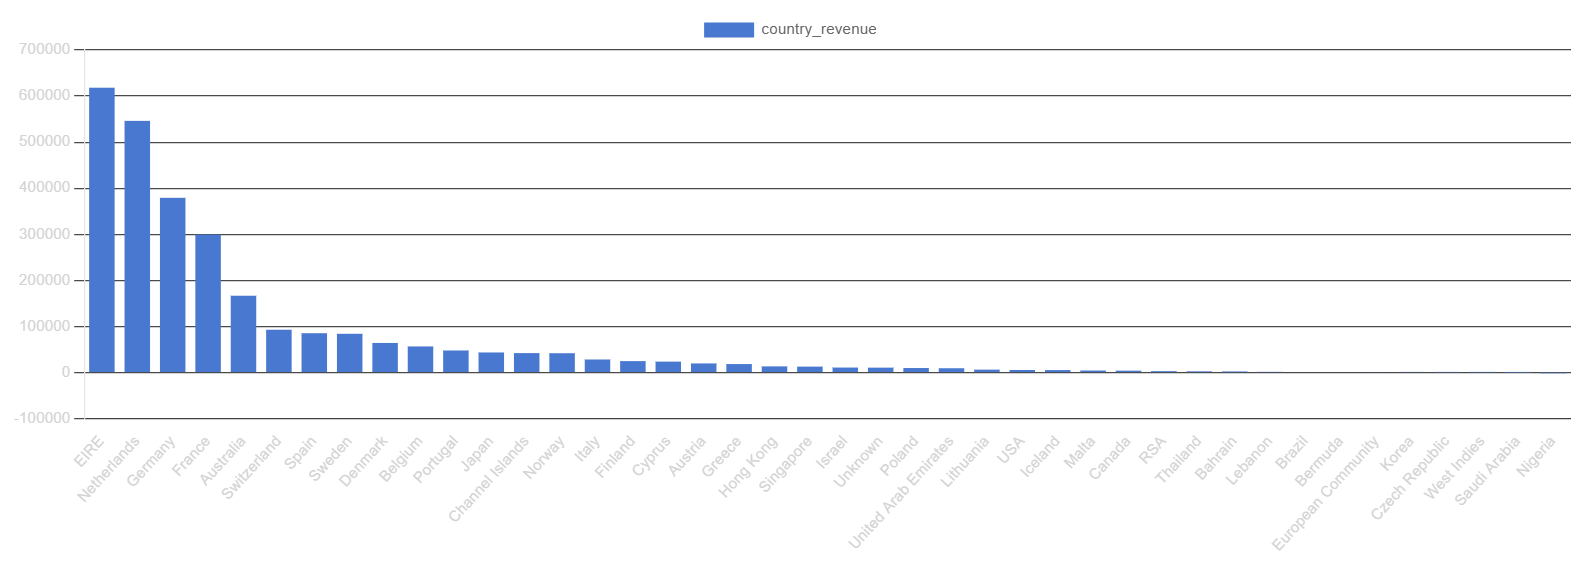 country_revenue
700000
600000
500000
400000
300000
200000
100000
0
-100000
EIRE
Netherlands
Germany
France
Australia
Switzerland
Spain
Sweden
Denmark
Belgium
Portugal
Japan
Channel Islands
Norway
Italy
Finland
Cyprus
Austria
Greece
Hong Kong
Singapore
Israel
Unknown
Poland
United Arab Emirates
Lithuania
USA
Iceland
Malta
Canada
RSA
Thailand
Bahrain
Lebanon
Brazil
Bermuda
European Community
Korea
Czech Republic
West Indies
Saudi Arabia
Nigeria